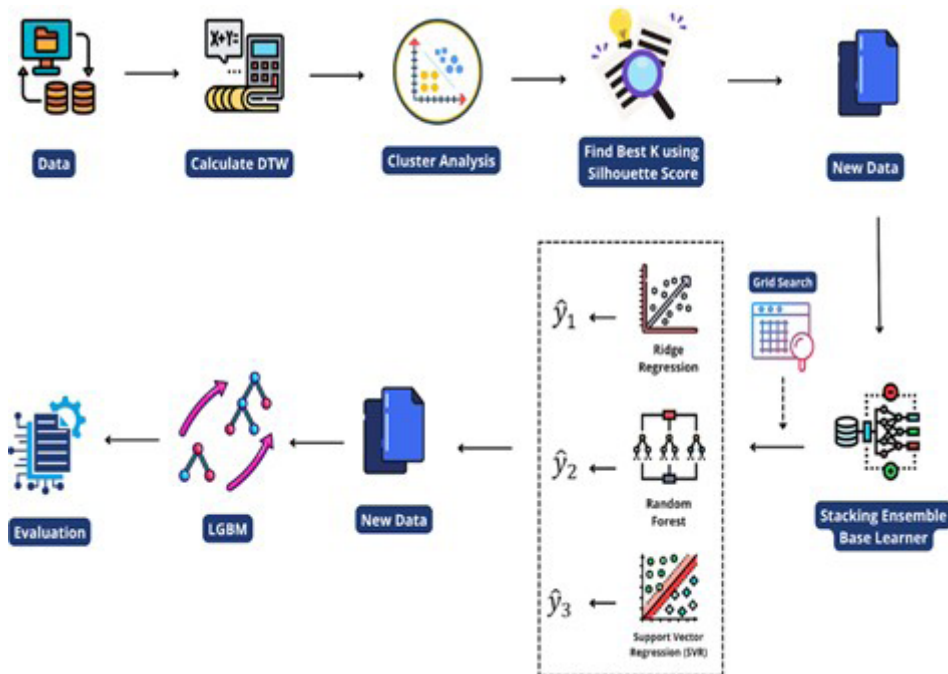 X+Y=
...
Data
Calculate DTW
Cluster Analysis
Find Best K using
Silhouette Score
New Data
Grid Search
ŷ1
Ridge
Regression
ŷ2
Random
Forest
ŷ3
Support Vector
Regression (SVR)
Stacking Ensemble
Base Learner
New Data
LGBM
Evaluation